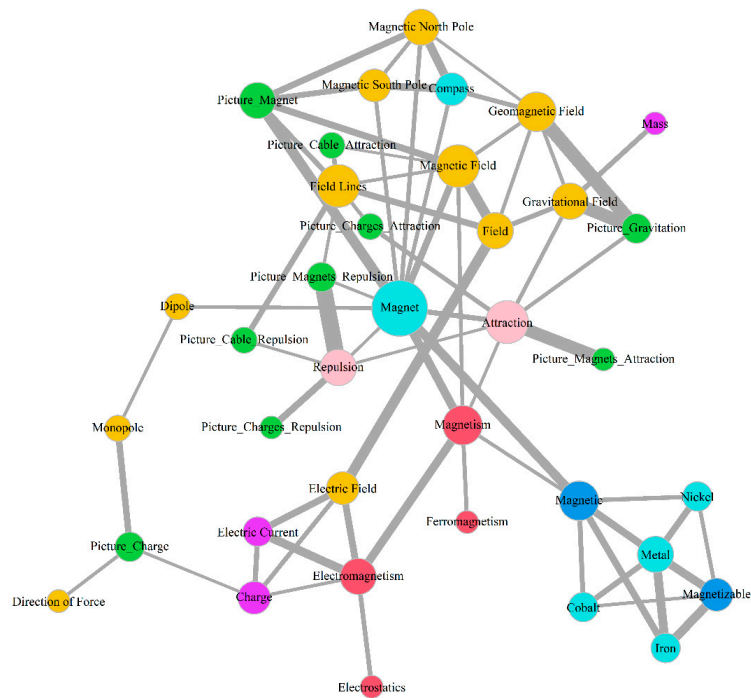 Magnetic North Pole
Magnetic South Pole
Compass
Picture_Magnet
Geomagnetic Field
Mass
Picture_Cable_Attraction
Magnetic Field
Field Lines
Gravitational Field
Picture_Charges_Attraction
Field
Picture_Gravitation
Picture_Magnets_Repulsion
Dipole
Magnet
Attraction
Picture_Cable_Repulsion
Picture_Magnets_Attraction
Repulsion
Monopole
Picture_Charges_Repulsion
Magnetism
Electric Field
Magnetic
Nickel
Electric Current
Ferromagnetism
Picture_Charge
Metal
Electromagnetism
Direction of Force
Charge
Cobalt
Magnetizable
Iron
Electrostatics